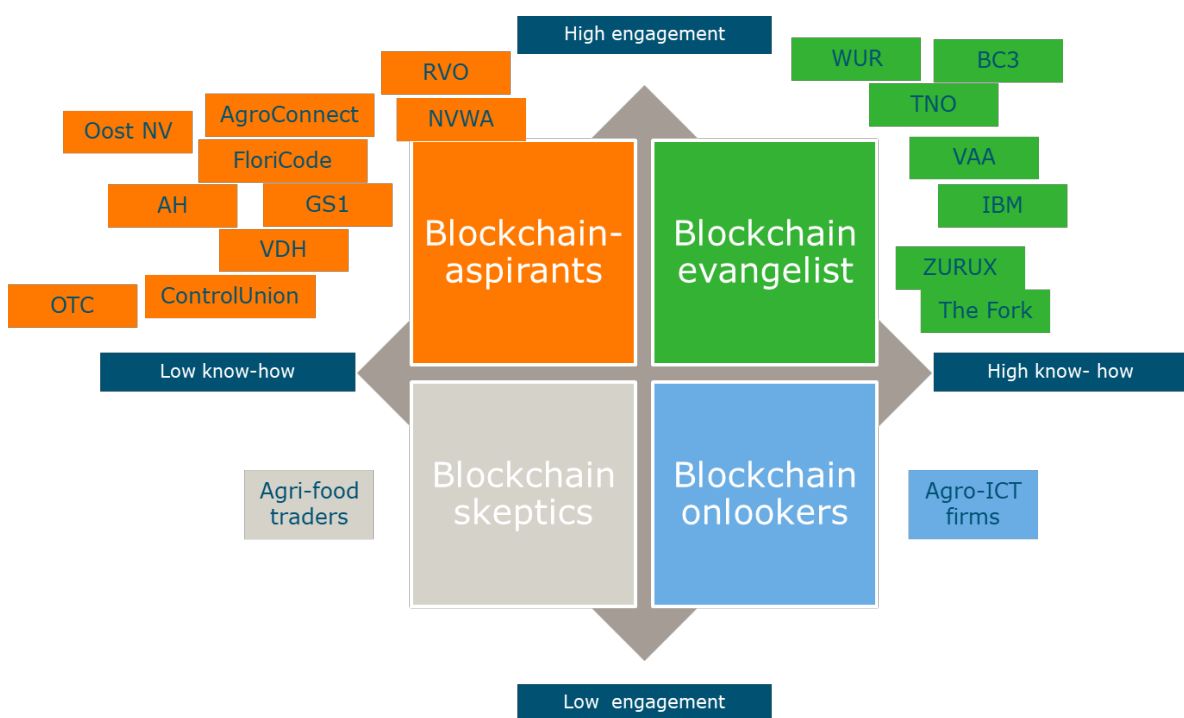 High engagement
RVO
WUR
BC3
AgroConnect
NVWA
TNO
Oost NV
FloriCode
VAA
AH
GS1
IBM
VDH
Blockchain-
aspirants
Blockchain
evangelist
ZURUX
OTC
ControlUnion
The Fork
Low know-how
High know- how
Agri-food
traders
Blockchain
skeptics
Blockchain
onlookers
Agro-ICT
firms
Low  engagement